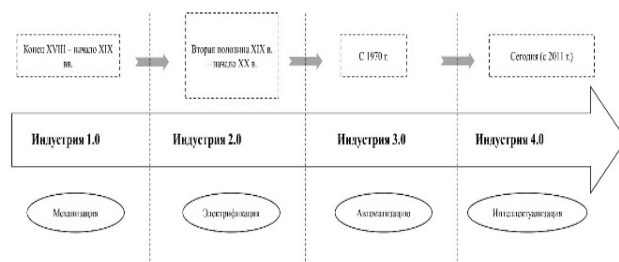 Конец XVIII – начало XIX
вв.
Вторая половина XIX в.
– начало XX в.
С 1970 г.
Сегодня (с 2011 г.)
Индустрия 1.0
Индустрия 2.0
Индустрия 3.0
Индустрия 4.0
Механизация
Электрификация
Автоматизация
Интеллектуализация